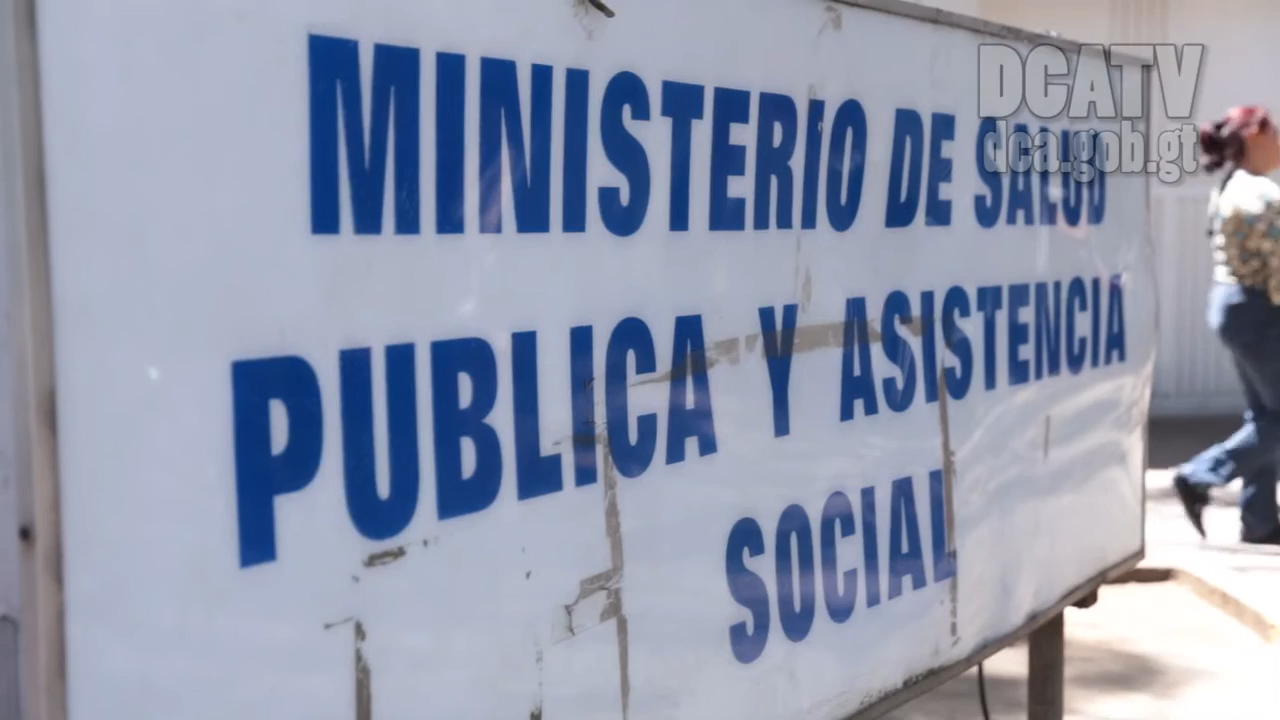 DCATV
dca.gob.gt
MINISTERIO DE SALUD
PUBLICA Y ASISTENCIA
SOCIAL